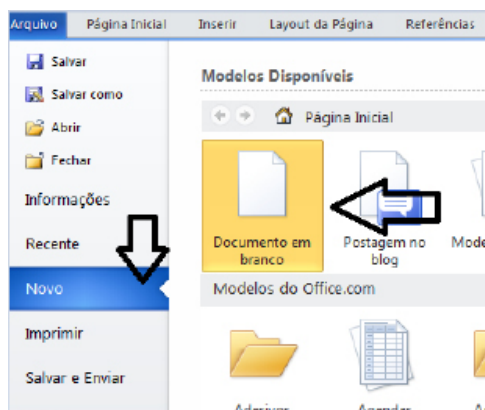 Arquivo Página Inicial Inserir Layout da Página Referências
Salvar
Salvar como
Abrir
Fechar
Informações
Recente
Novo
Imprimir
Salvar e Enviar
Modelos Disponíveis
Página Inicial
Documento em
branco
Postagem no
blog
Modelos do Office.com